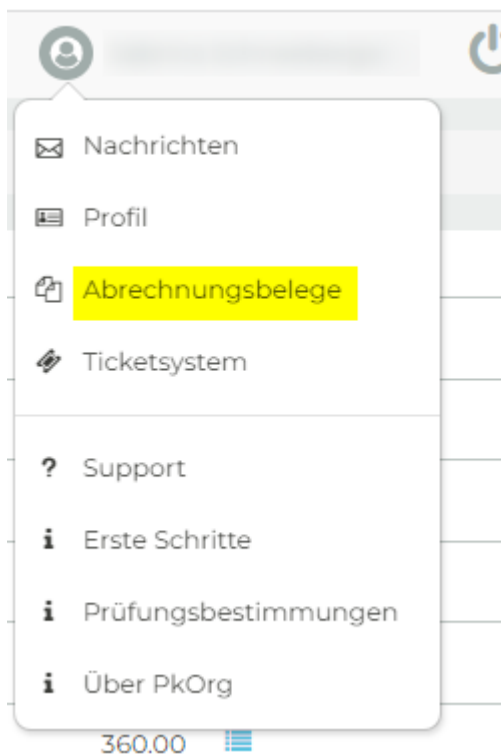 Nachrichten
Profil
Abrechnungsbelege
Ticketsystem
? Support
i Erste Schritte
i Prüfungsbestimmungen
i Über PkOrg
360.00